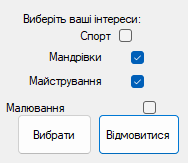 Виберіть ваші інтереси:
Спорт
Мандрівки
Майстрування
Малювання
Вибрати Відмовитися